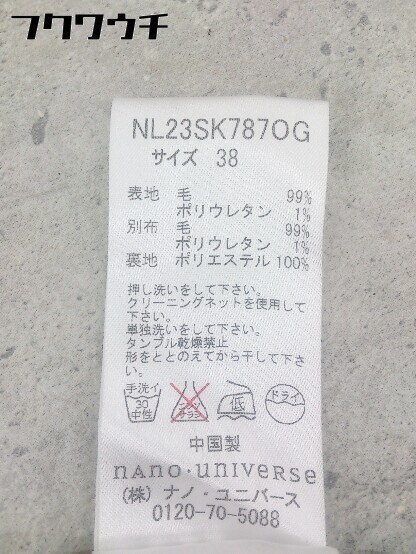 フクワウチ
NL23SK787OG
サイズ 38
表地 毛 99%
ポリウレタン 1%
別布 毛 99%
ポリウレタン 1%
裏地 ポリエステル 100%
押し洗いをして下さい。
クリーニングネットを使用して
下さい。
単独洗いをして下さい。
タンブル乾燥禁止
形をととのえてから干して下さ
い。
手洗イ
30
中性
エンソ
サラシ
低
ドライ
中国製
nano・universe
(株) ナノ・ユニバース
0120-70-5088